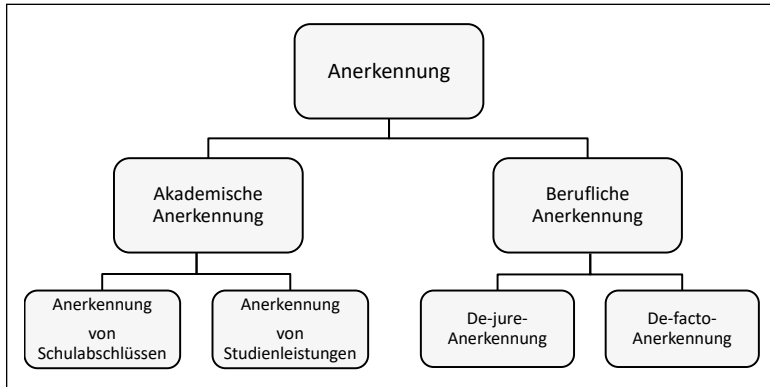 Anerkennung
Akademische
Anerkennung
Berufliche
Anerkennung
Anerkennung
von
Schulabschlüssen
Anerkennung
von
Studienleistungen
De-jure-
Anerkennung
De-facto-
Anerkennung